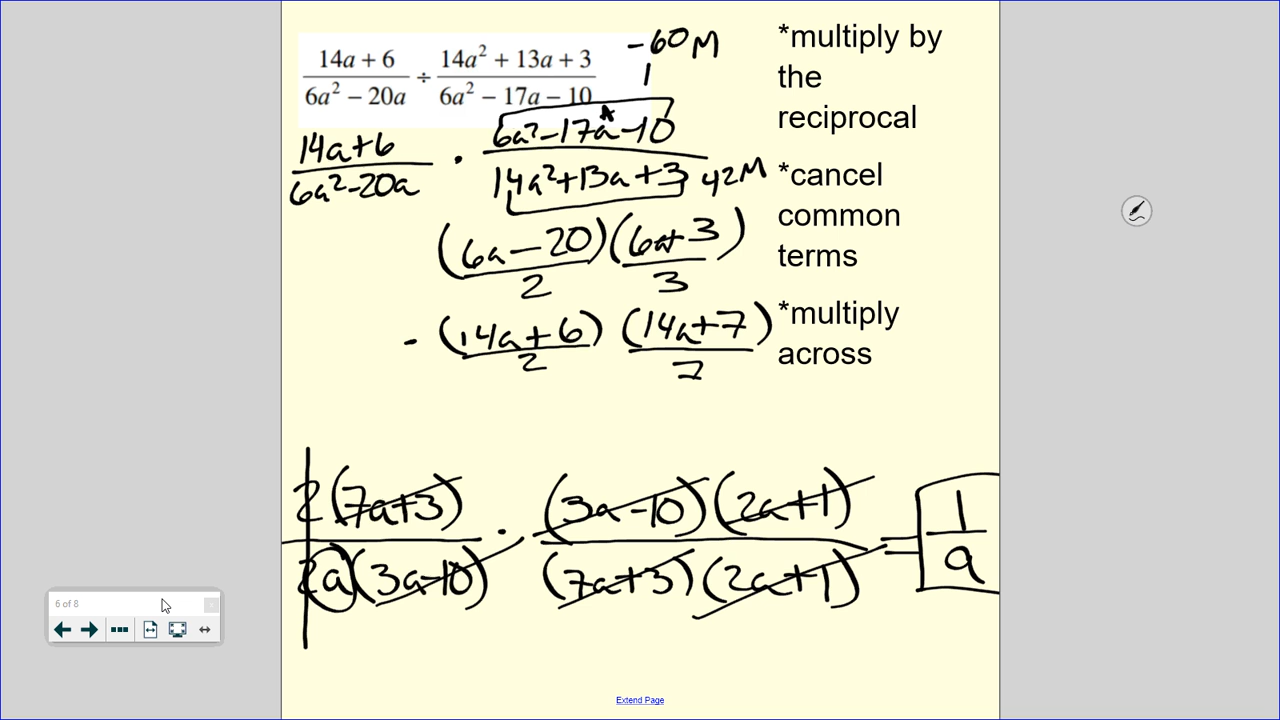 14a + 6 / 6a² − 20a ÷ 14a² + 13a + 3 / 6a² − 17a − 10
-60 M
1
14a+6 / 6a²-20a · 6a²-17a-10 / 14a²+13a+3
42M
(6a-20)/2 (6a+3)/3
- (14a+6)/2 (14a+7)/7
2(7a+3) / 2a(3a-10) · (3a-10)(2a+1) / (7a+3)(2a+1) = 1/a
*multiply by
the
reciprocal
*cancel
common
terms
*multiply
across
6 of 8
Extend Page